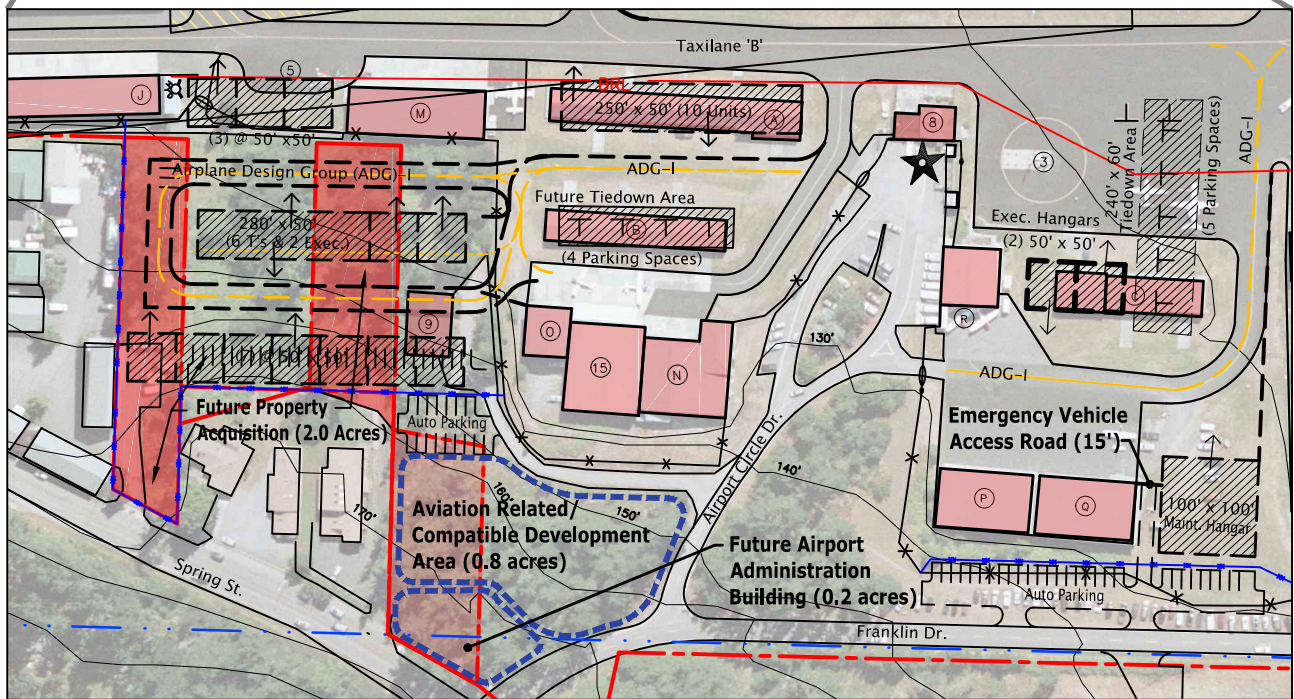 Taxilane 'B'
5
J
BRL
250' x 50' (10 Units)
A
M
(3) @ 50' x50'
8
3
240' x 60'
Tiedown Area
(5 Parking Spaces)
ADG-I
Airplane Design Group (ADG)-I
ADG-I
Future Tiedown Area
B
(4 Parking Spaces)
280' x 50'
(6 T's & 2 Exec.)
Exec. Hangars
(2) 50' x 50'
C
R
9
O
15
N
130'
ADG-I
Future Property
Acquisition (2.0 Acres)
Auto Parking
Emergency Vehicle
Access Road (15')
Airport Circle Dr.
140'
160'
150'
170'
Aviation Related/
Compatible Development
Area (0.8 acres)
P
Q
100' x 100'
Maint. Hangar
Future Airport
Administration
Building (0.2 acres)
Auto Parking
Spring St.
Franklin Dr.